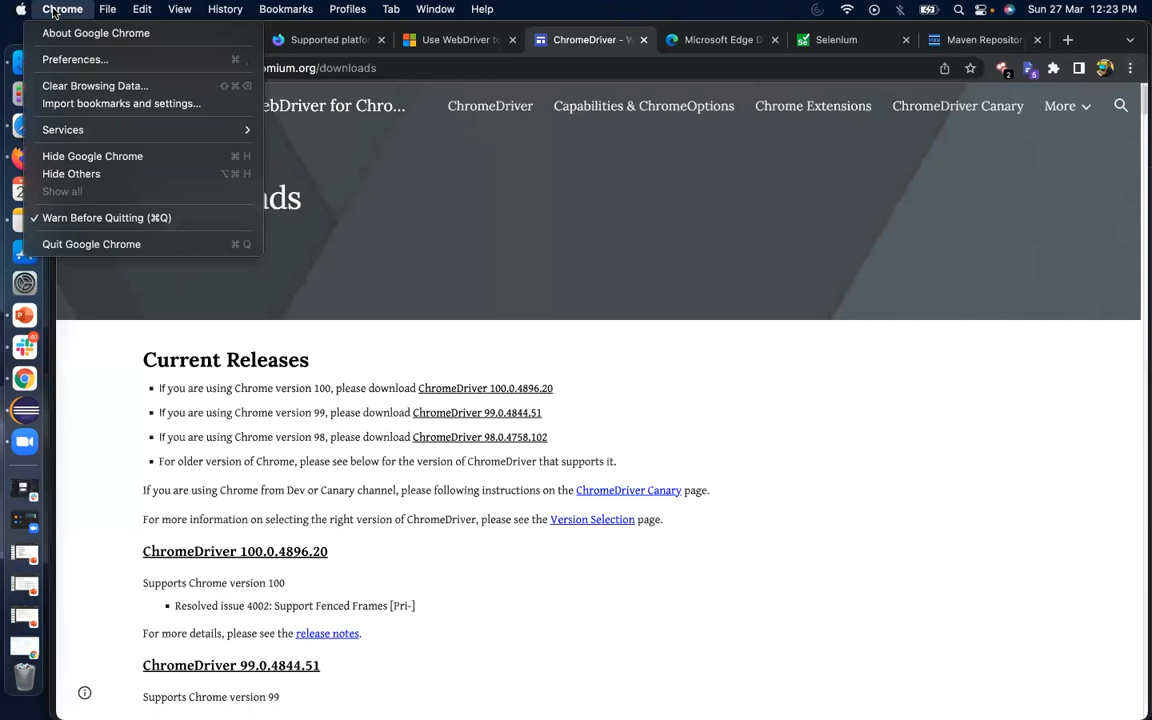 Chrome File Edit View History Bookmarks Profiles Tab Window Help Sun 27 Mar 12:23 PM
About Google Chrome
Preferences... ⌘ ,
Clear Browsing Data... ⇧⌘⌫
Import bookmarks and settings...
Services
Hide Google Chrome ⌘ H
Hide Others ⌥⌘ H
Show all
✓ Warn Before Quitting (⌘Q)
Quit Google Chrome ⌘ Q
Supported platfor Use WebDriver to ChromeDriver - W Microsoft Edge D Selenium Maven Repositor
mium.org/downloads
2 5
ebDriver for Chro... ChromeDriver Capabilities & ChromeOptions Chrome Extensions ChromeDriver Canary More
ds
Current Releases
If you are using Chrome version 100, please download ChromeDriver 100.0.4896.20
If you are using Chrome version 99, please download ChromeDriver 99.0.4844.51
If you are using Chrome version 98, please download ChromeDriver 98.0.4758.102
For older version of Chrome, please see below for the version of ChromeDriver that supports it.
If you are using Chrome from Dev or Canary channel, please following instructions on the ChromeDriver Canary page.
For more information on selecting the right version of ChromeDriver, please see the Version Selection page.
ChromeDriver 100.0.4896.20
Supports Chrome version 100
Resolved issue 4002: Support Fenced Frames [Pri-]
For more details, please see the release notes.
ChromeDriver 99.0.4844.51
Supports Chrome version 99